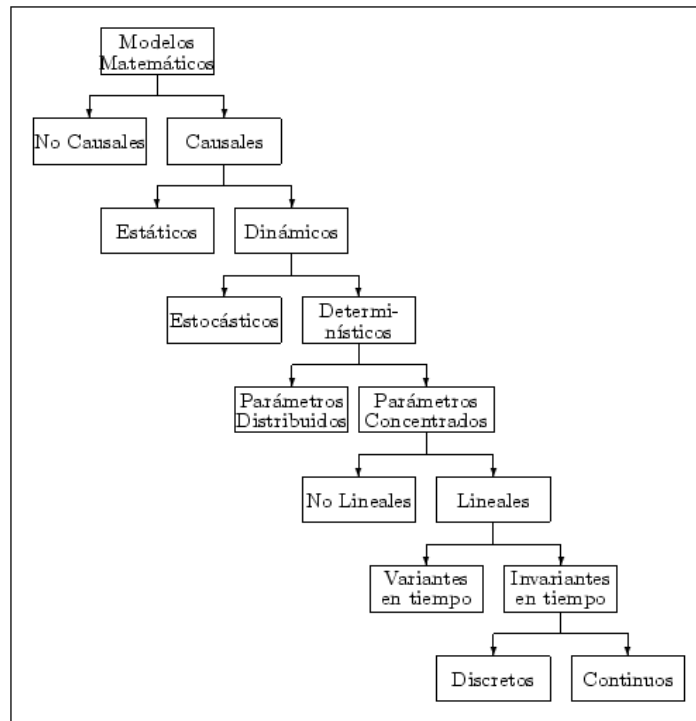 Modelos
Matemáticos
No Causales
Causales
Estáticos
Dinámicos
Estocásticos
Determi-
nísticos
Parámetros
Distribuidos
Parámetros
Concentrados
No Lineales
Lineales
Variantes
en tiempo
Invariantes
en tiempo
Discretos
Continuos